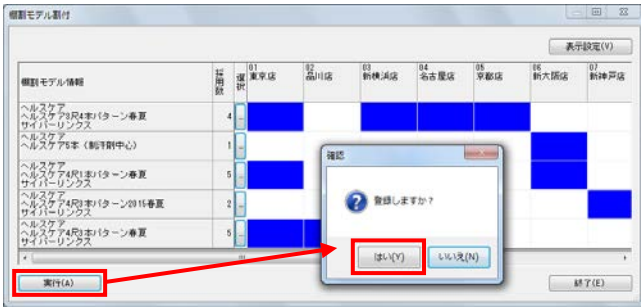 棚割モデル割付
表示設定(V)
棚割モデル情報
採用数
選択
01
東京店
02
品川店
03
新横浜店
04
名古屋店
05
京都店
06
新大阪店
07
新神戸店
ヘルスケア
ヘルスケア3尺4本パターン春夏
サイバーリンクス
4
...
ヘルスケア
ヘルスケア5本（制汗剤中心）
1
...
ヘルスケア
ヘルスケア4尺1本パターン春夏
サイバーリンクス
5
...
ヘルスケア
ヘルスケア4尺3本パターン2015春夏
サイバーリンクス
2
...
ヘルスケア
ヘルスケア4尺3本パターン春夏
サイバーリンクス
5
...
確認
登録しますか？
はい(Y)
いいえ(N)
実行(A)
終了(E)